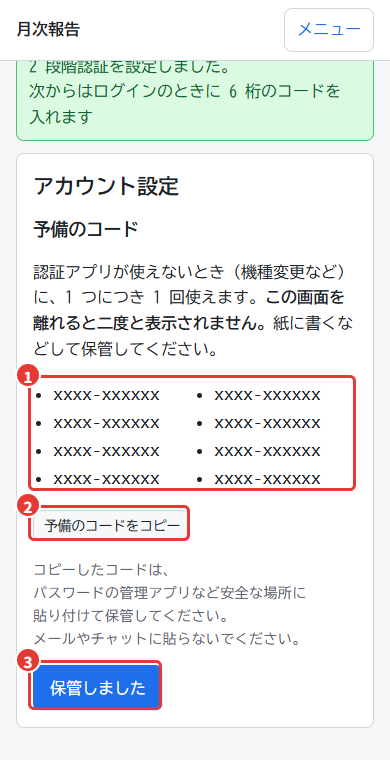 月次報告
メニュー
2 段階認証を設定しました。
次からはログインのときに 6 桁のコードを
入れます
アカウント設定
予備のコード
認証アプリが使えないとき（機種変更など）
に、1 つにつき 1 回使えます。この画面を
離れると二度と表示されません。紙に書くな
どして保管してください。
1
• xxxx-xxxxxx • xxxx-xxxxxx
• xxxx-xxxxxx • xxxx-xxxxxx
• xxxx-xxxxxx • xxxx-xxxxxx
• xxxx-xxxxxx • xxxx-xxxxxx
2
予備のコードをコピー
コピーしたコードは、
パスワードの管理アプリなど安全な場所に
貼り付けて保管してください。
メールやチャットに貼らないでください。
3
保管しました